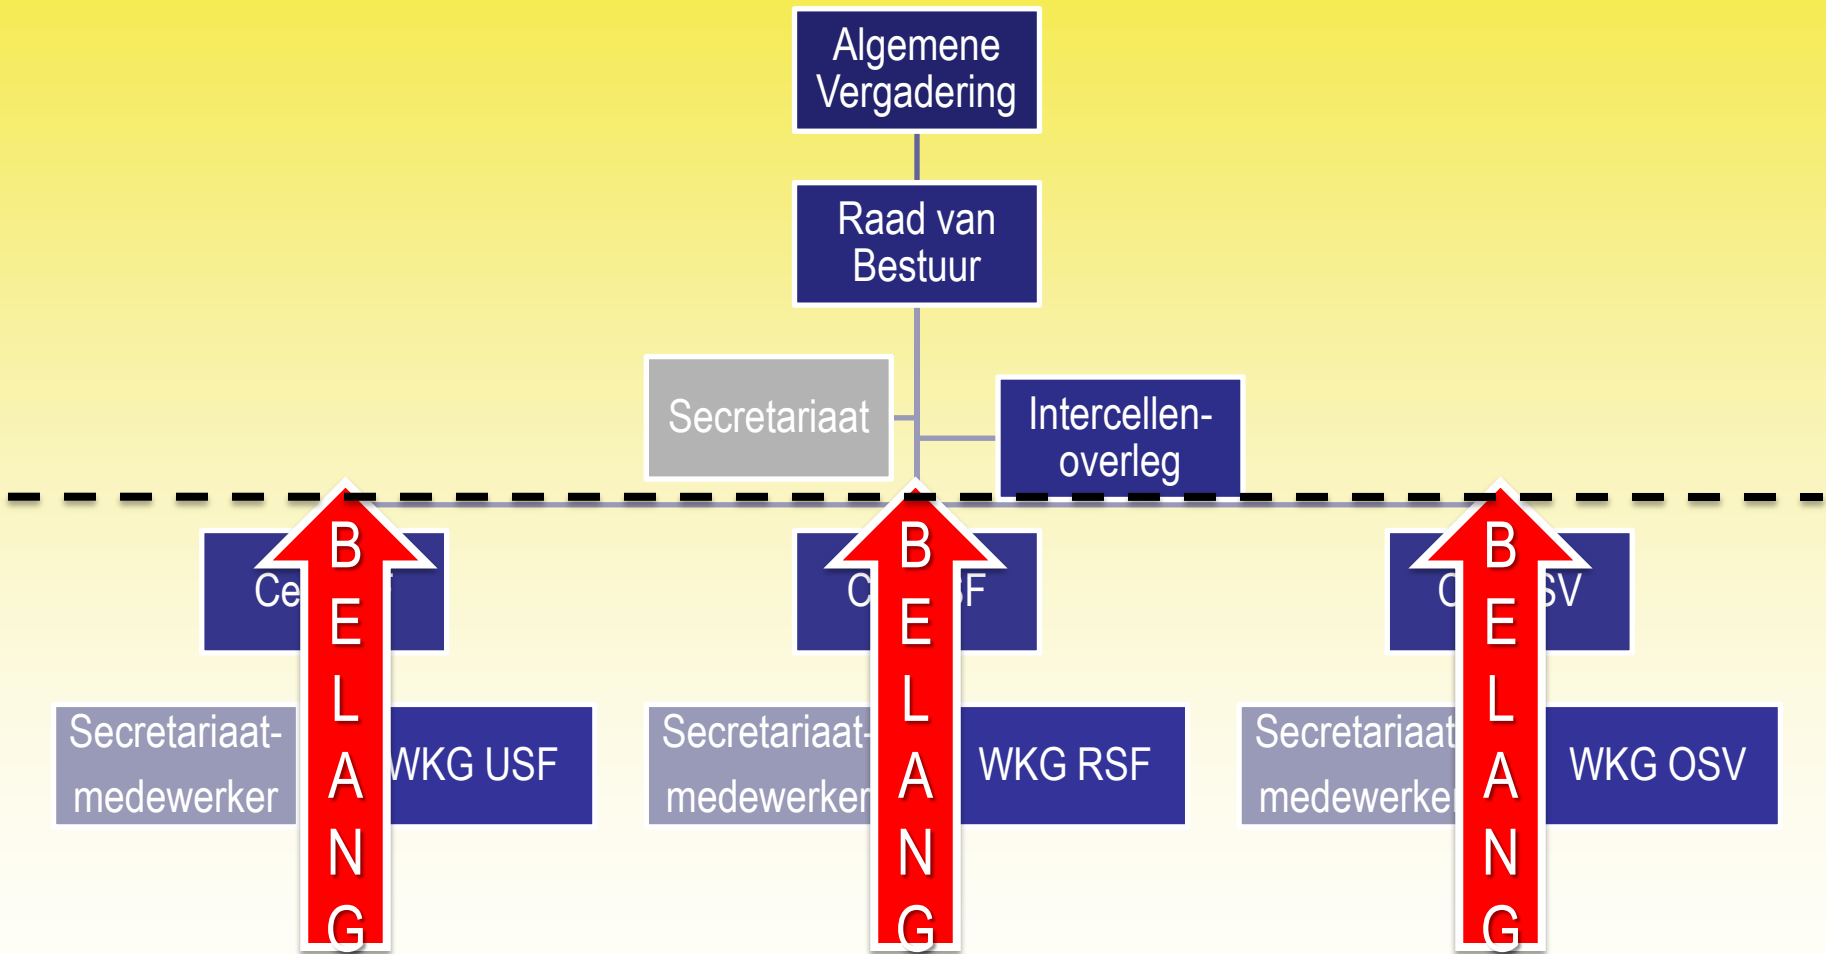 Algemene
Vergadering
Raad van
Bestuur
Secretariaat
Intercellen-
overleg
B
E
L
A
N
G
B
E
L
A
N
G
B
E
L
A
N
G
Secretariaat-
medewerker
WKG USF
Secretariaat-
medewerker
WKG RSF
Secretariaat
medewerker
WKG OSV